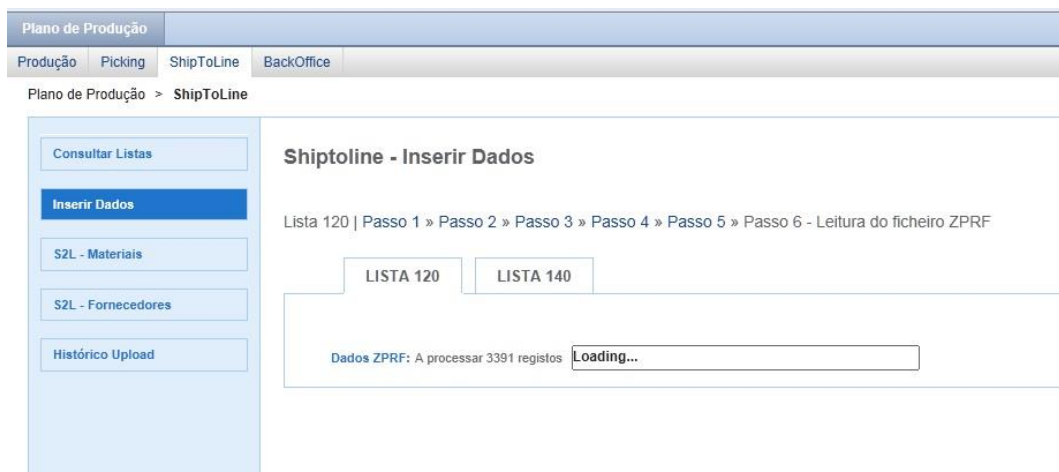 Plano de Produção
Produção Picking ShipToLine BackOffice
Plano de Produção > ShipToLine
Consultar Listas
Inserir Dados
S2L - Materiais
S2L - Fornecedores
Histórico Upload
Shiptoline - Inserir Dados
Lista 120 | Passo 1 » Passo 2 » Passo 3 » Passo 4 » Passo 5 » Passo 6 - Leitura do ficheiro ZPRF
LISTA 120 LISTA 140
Dados ZPRF: A processar 3391 registos Loading...